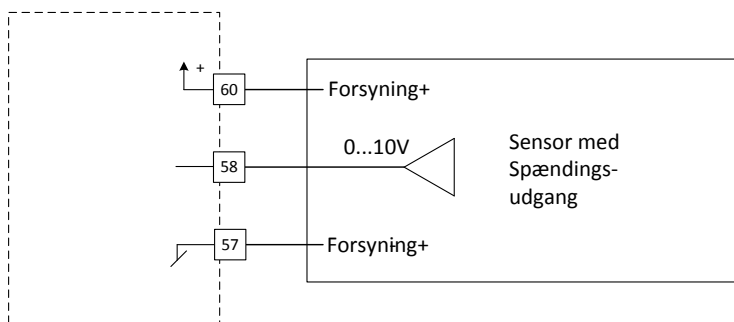 +
60
Forsyning+
0...10V
58
Sensor med
Spændings-
udgang
57
Forsyning+